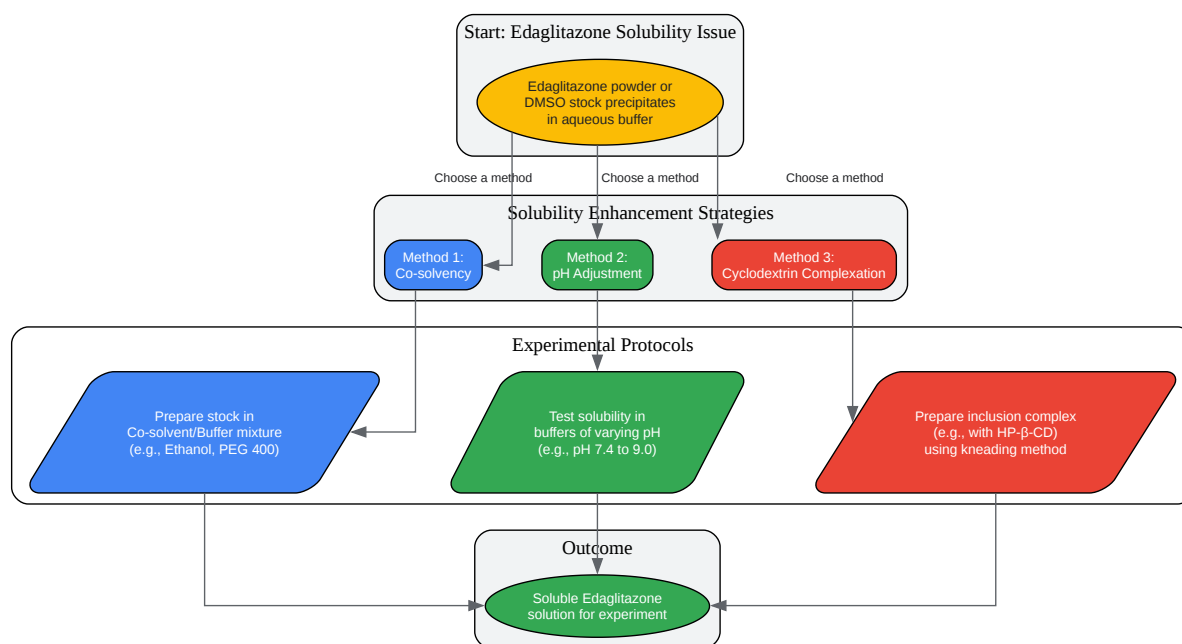 Start: Edaglitazone Solubility Issue
Edaglitazone powder or
DMSO stock precipitates
in aqueous buffer
Choose a method
Choose a method
Choose a method
Solubility Enhancement Strategies
Method 1:
Co-solvency
Method 2:
pH Adjustment
Method 3:
Cyclodextrin Complexation
Experimental Protocols
Prepare stock in
Co-solvent/Buffer mixture
(e.g., Ethanol, PEG 400)
Test solubility in
buffers of varying pH
(e.g., pH 7.4 to 9.0)
Prepare inclusion complex
(e.g., with HP-β-CD)
using kneading method
Outcome
Soluble Edaglitazone
solution for experiment